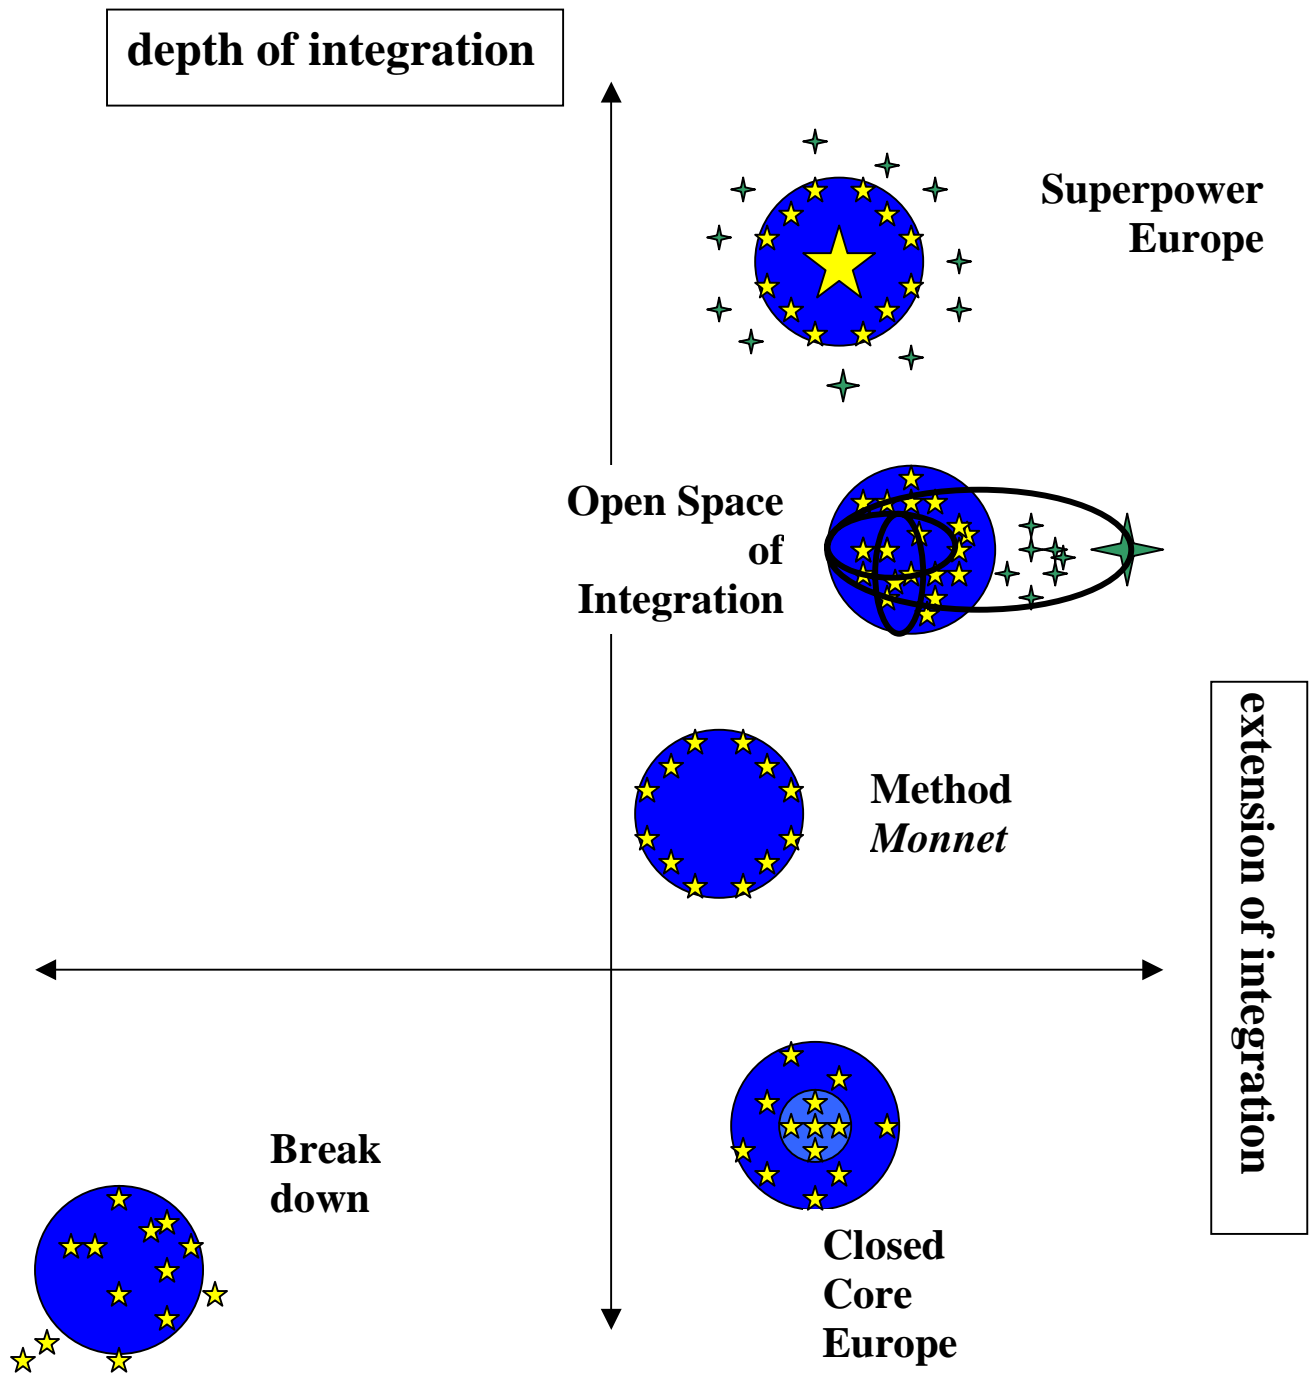 depth of integration
Superpower
Europe
Open Space
of
Integration
extension of integration
Method
Monnet
Break
down
Closed
Core
Europe